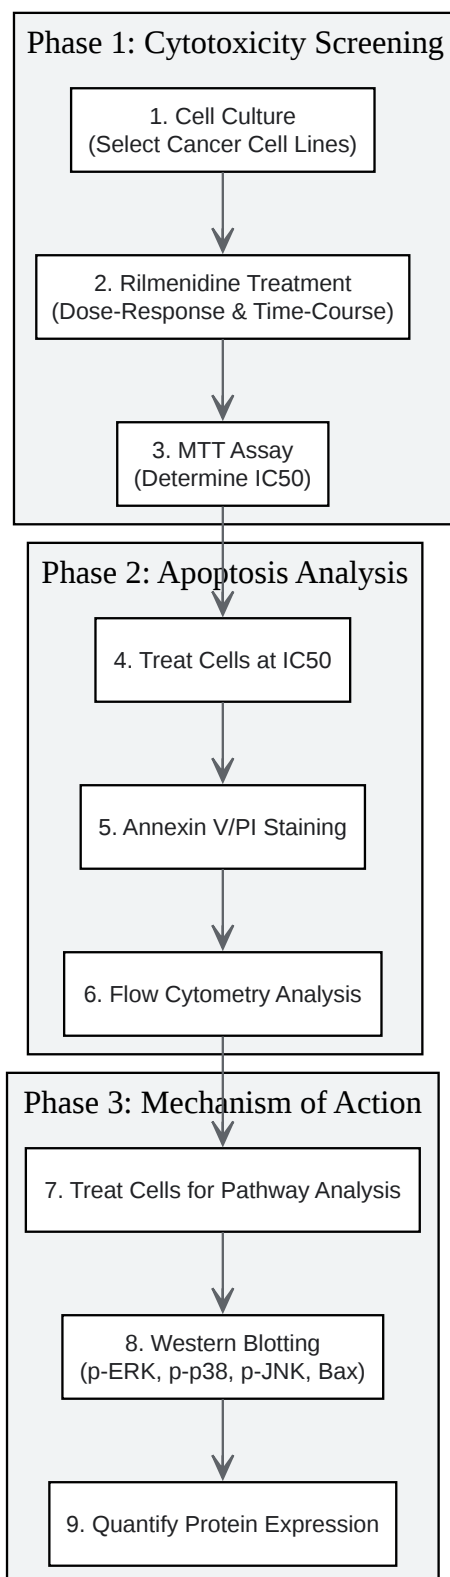 Phase 1: Cytotoxicity Screening
1. Cell Culture
(Select Cancer Cell Lines)
2. Rilmenidine Treatment
(Dose-Response & Time-Course)
3. MTT Assay
(Determine IC50)
Phase 2: Apoptosis Analysis
4. Treat Cells at IC50
5. Annexin V/PI Staining
6. Flow Cytometry Analysis
Phase 3: Mechanism of Action
7. Treat Cells for Pathway Analysis
8. Western Blotting
(p-ERK, p-p38, p-JNK, Bax)
9. Quantify Protein Expression